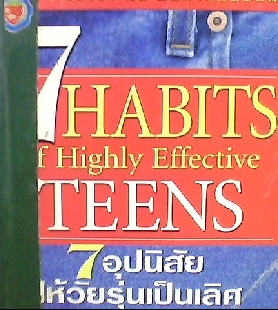 7 HABITS
f Highly Effective
TEENS
7 อุปนิสัย
ให้วัยรุ่นเป็นเลิศ